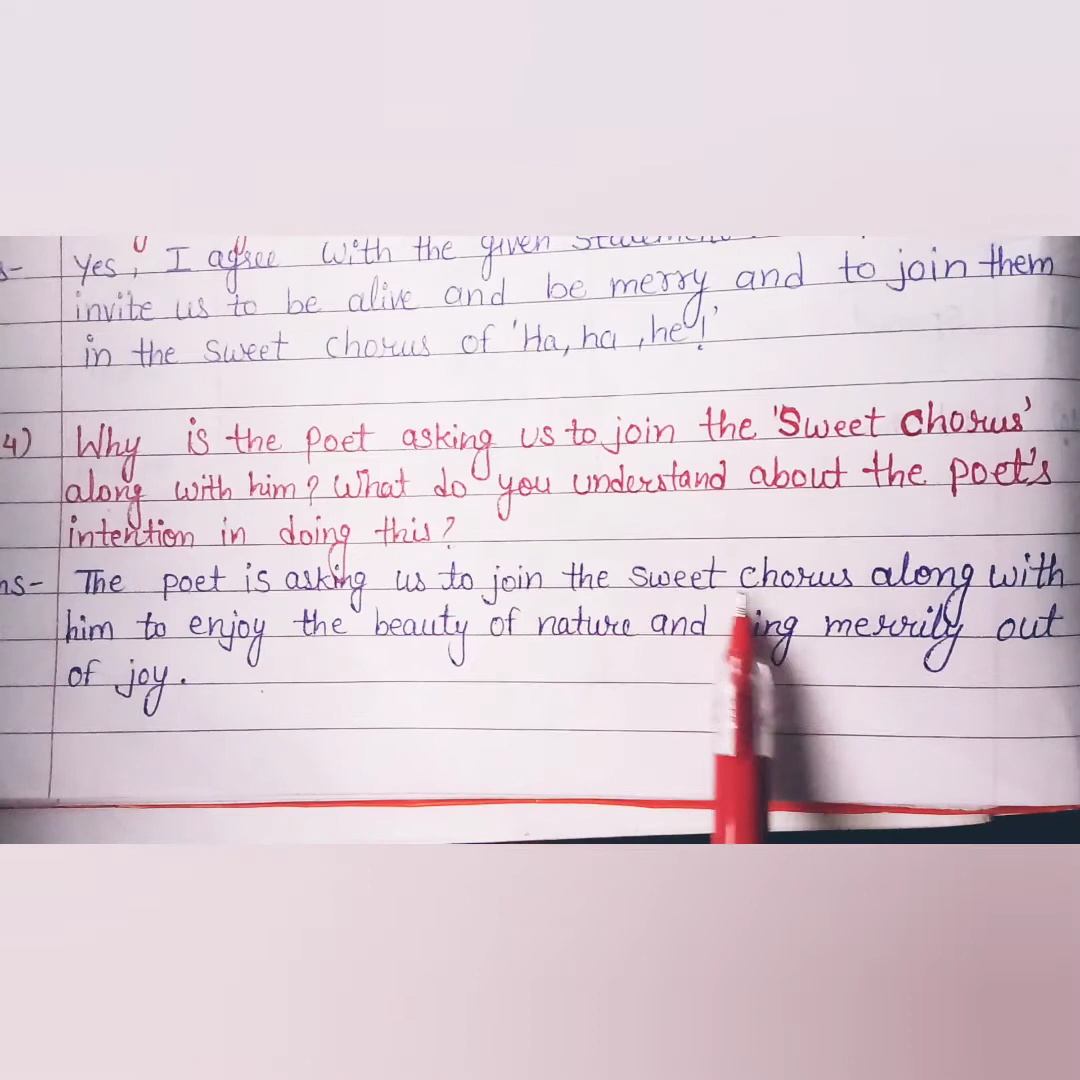 Yes, I agree with the given
invite us to be alive and be merry and to join them
in the sweet chorus of 'Ha, ha, he!'
4) Why is the poet asking us to join the 'Sweet Chorus'
along with him? What do you understand about the poet's
intention in doing this?
ns- The poet is asking us to join the sweet chorus along with
him to enjoy the beauty of nature and merrily out
of joy.